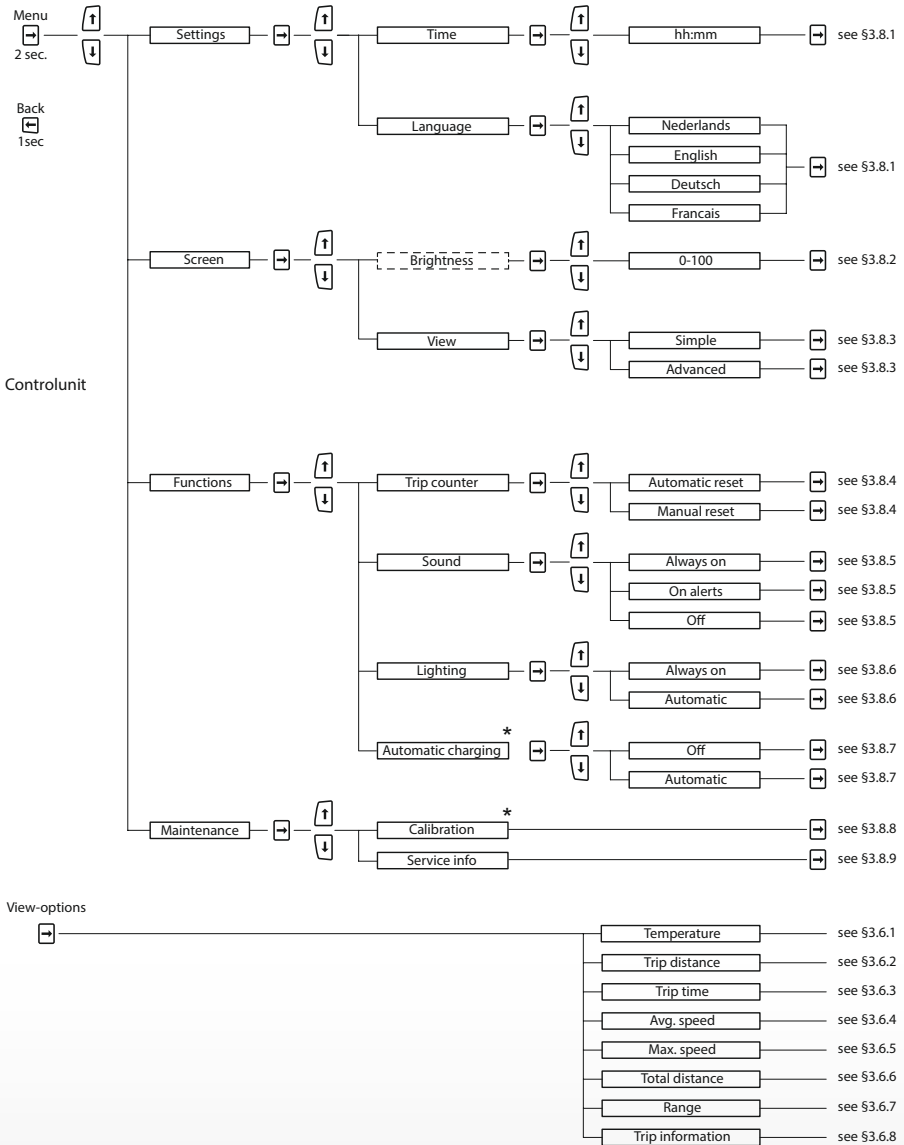 Menu
2 sec.
Settings Time hh:mm see §3.8.1
Back
1sec
Language Nederlands
English
Deutsch
Francais
see §3.8.1
Screen Brightness 0-100 see §3.8.2
View Simple see §3.8.3
Advanced see §3.8.3
Controlunit
Functions Trip counter Automatic reset see §3.8.4
Manual reset see §3.8.4
Sound Always on see §3.8.5
On alerts see §3.8.5
Off see §3.8.5
Lighting Always on see §3.8.6
Automatic see §3.8.6
Automatic charging * Off see §3.8.7
Automatic see §3.8.7
Maintenance Calibration * see §3.8.8
Service info see §3.8.9
View-options
Temperature see §3.6.1
Trip distance see §3.6.2
Trip time see §3.6.3
Avg. speed see §3.6.4
Max. speed see §3.6.5
Total distance see §3.6.6
Range see §3.6.7
Trip information see §3.6.8